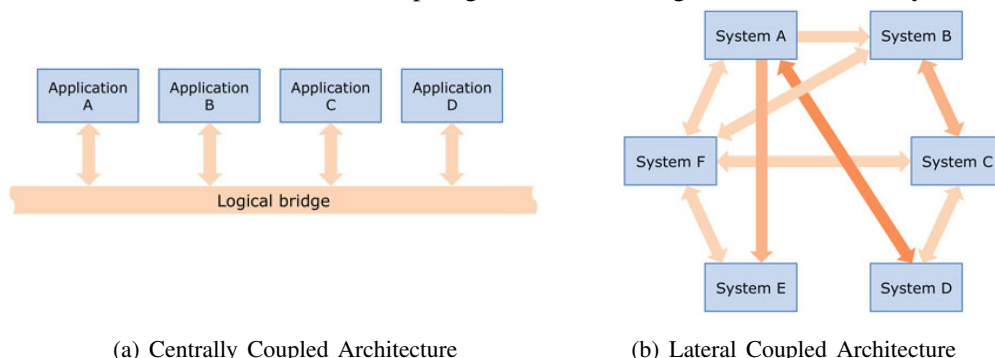 Application
A
Application
B
Application
C
Application
D
Logical bridge
(a) Centrally Coupled Architecture
System A
System B
System F
System C
System E
System D
(b) Lateral Coupled Architecture